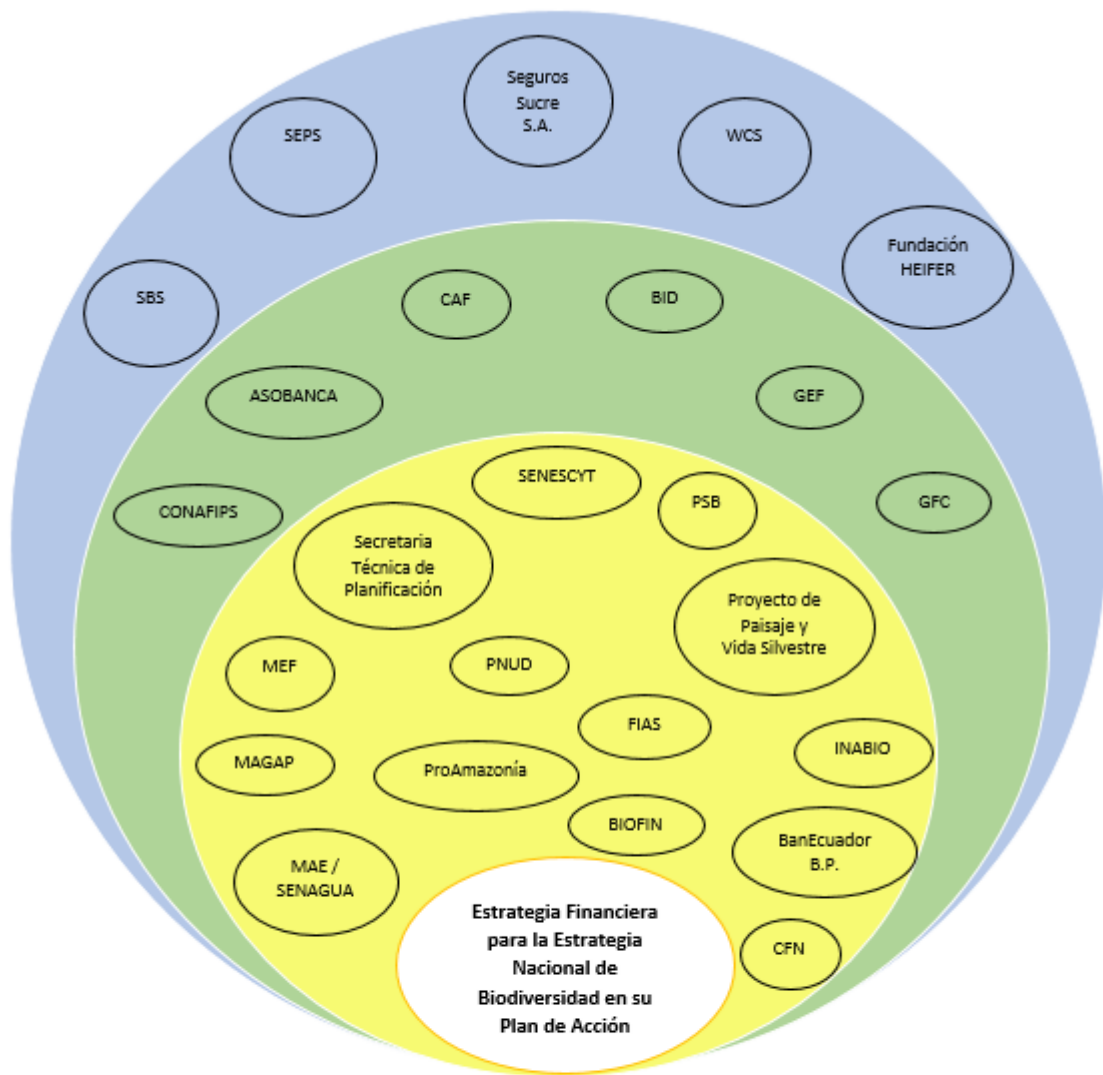 Seguros
Sucre
S.A.
SEPS
WCS
Fundación
HEIFER
SBS
CAF
BID
ASOBANCA
GEF
CONAFIPS
GFC
SENESCYT
PSB
Secretaria
Técnica de
Planificación
Proyecto de
Paisaje y
Vida Silvestre
MEF
PNUD
FIAS
INABIO
MAGAP
ProAmazonía
BIOFIN
BanEcuador
B.P.
MAE /
SENAGUA
CFN
Estrategia Financiera
para la Estrategia
Nacional de
Biodiversidad en su
Plan de Acción